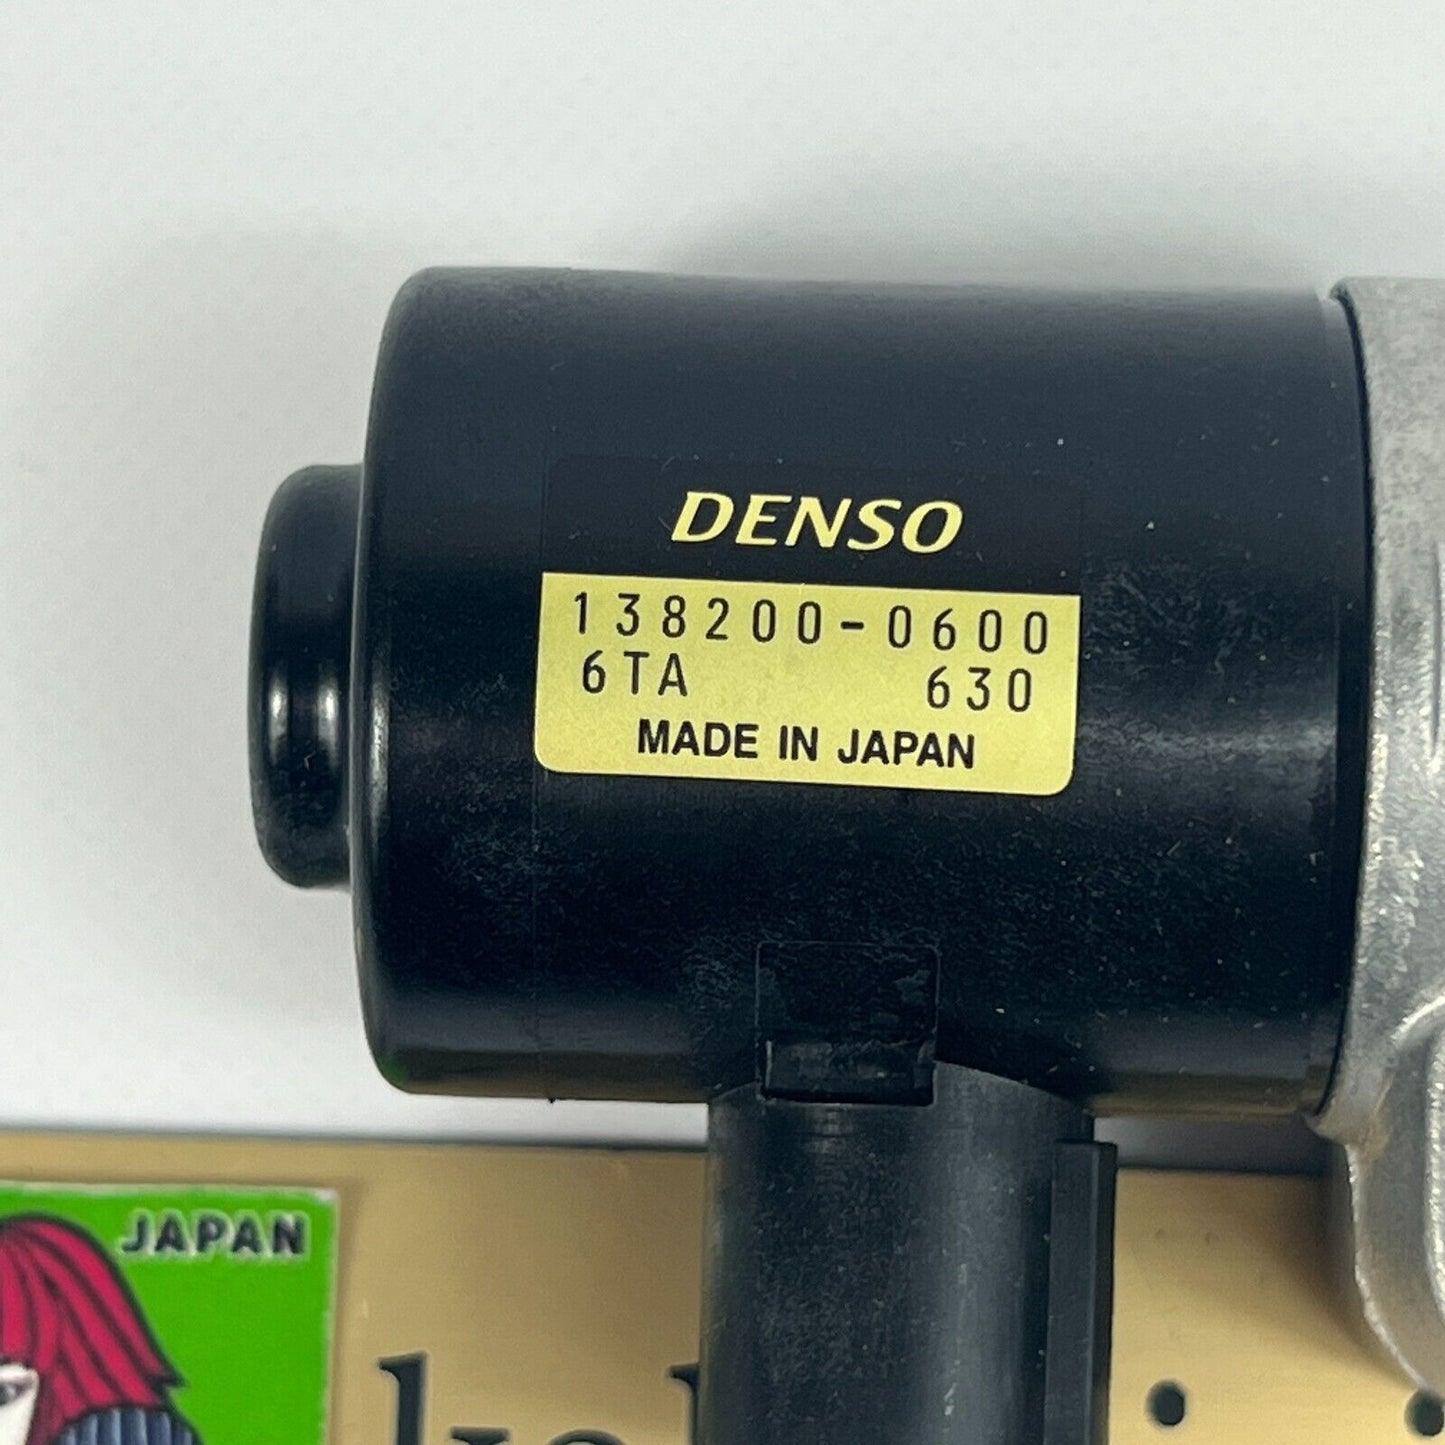 DENSO
138200-0600
6TA 630
MADE IN JAPAN
JAPAN